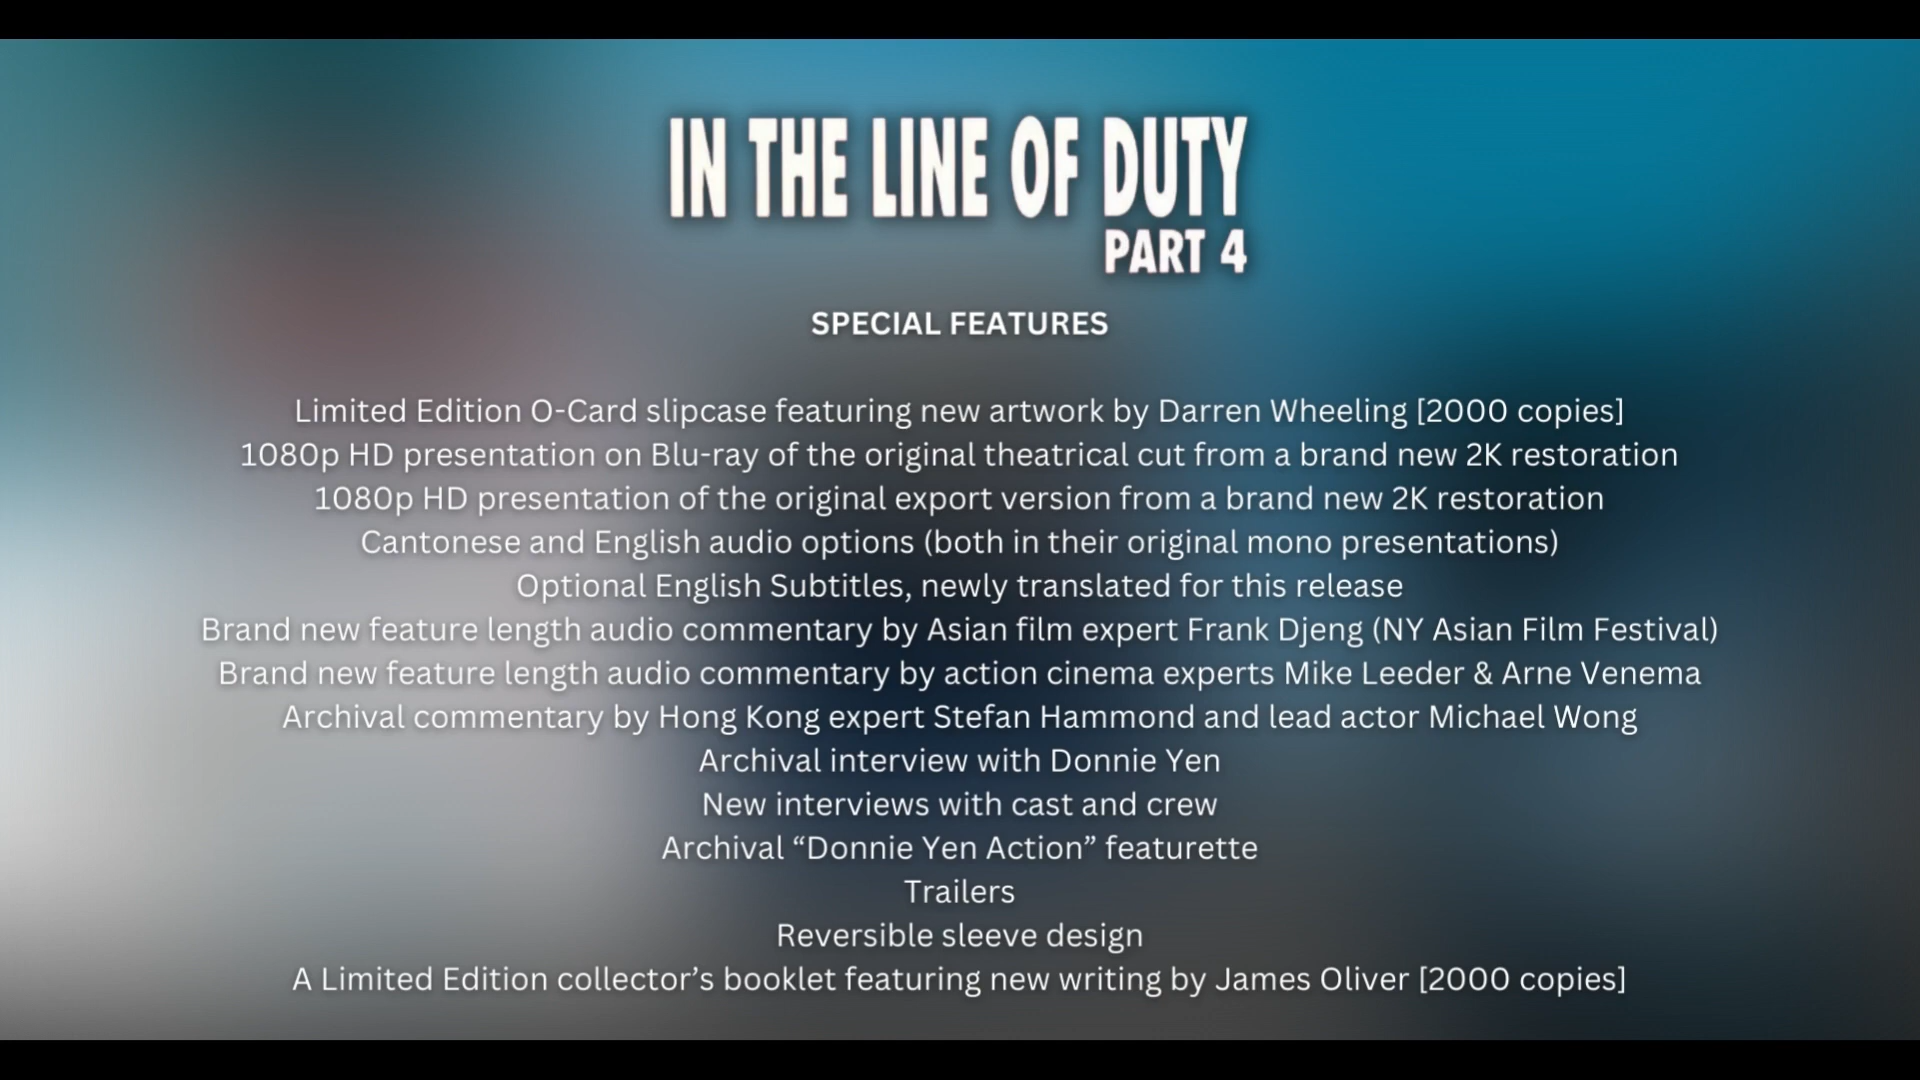 IN THE LINE OF DUTY
PART 4
SPECIAL FEATURES
Limited Edition O-Card slipcase featuring new artwork by Darren Wheeling [2000 copies]
1080p HD presentation on Blu-ray of the original theatrical cut from a brand new 2K restoration
1080p HD presentation of the original export version from a brand new 2K restoration
Cantonese and English audio options (both in their original mono presentations)
Optional English Subtitles, newly translated for this release
Brand new feature length audio commentary by Asian film expert Frank Djeng (NY Asian Film Festival)
Brand new feature length audio commentary by action cinema experts Mike Leeder & Arne Venema
Archival commentary by Hong Kong expert Stefan Hammond and lead actor Michael Wong
Archival interview with Donnie Yen
New interviews with cast and crew
Archival “Donnie Yen Action” featurette
Trailers
Reversible sleeve design
A Limited Edition collector’s booklet featuring new writing by James Oliver [2000 copies]